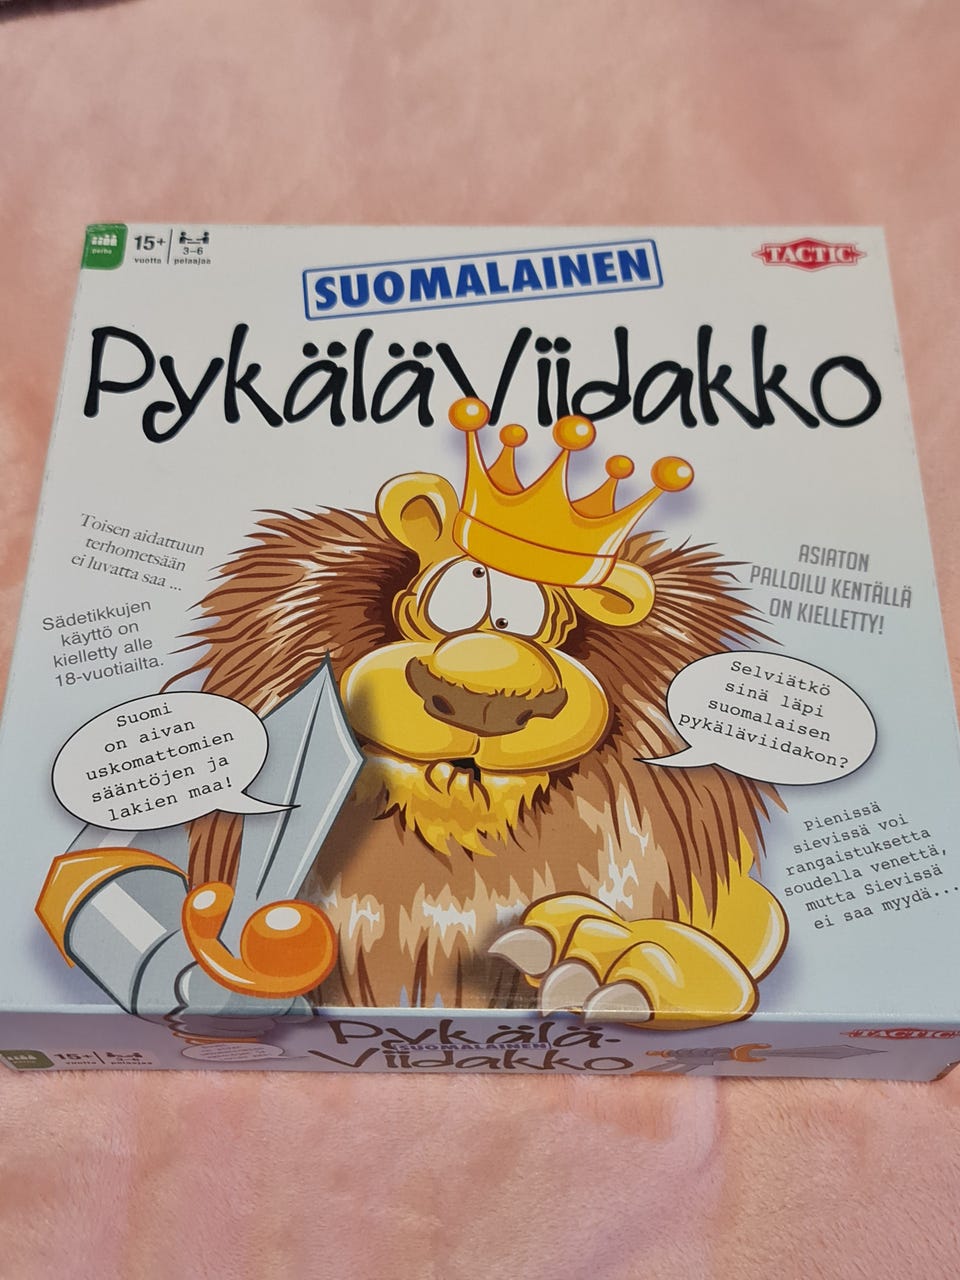 perhe
15+
vuotta
3–6
pelaajaa
SUOMALAINEN
TACTIC
PykäläViidakko
Toisen aidattuun
terhometsään
ei luvatta saa ...
ASIATON
PALLOILU KENTÄLLÄ
ON KIELLETTY!
Sädetikkujen
käyttö on
kielletty alle
18-vuotiailta.
Suomi
on aivan
uskomattomien
sääntöjen ja
lakien maa!
Selviätkö
sinä läpi
suomalaisen
pykäläviidakon?
Pienissä
sievissä voi
rangaistuksetta
soudella venettä,
mutta Sievissä
ei saa myydä...
15+
vuotta
pelaajaa
Pykälä-
SUOMALAINEN
Viidakko
TACTIC